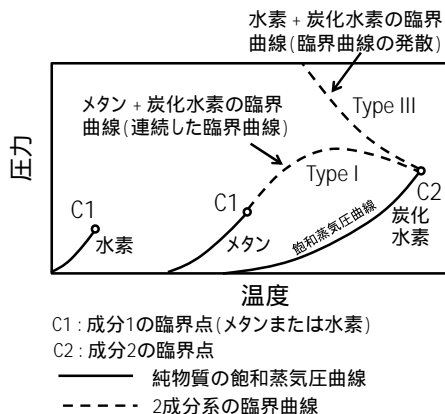 水素 + 炭化水素の臨界
曲線(臨界曲線の発散)
メタン + 炭化水素の臨界
曲線(連続した臨界曲線)
Type III
Type I
圧力
C1
水素
C1
メタン
飽和蒸気圧曲線
C2
炭化
水素
温度
C1 : 成分1の臨界点(メタンまたは水素)
C2 : 成分2の臨界点
純物質の飽和蒸気圧曲線
2成分系の臨界曲線